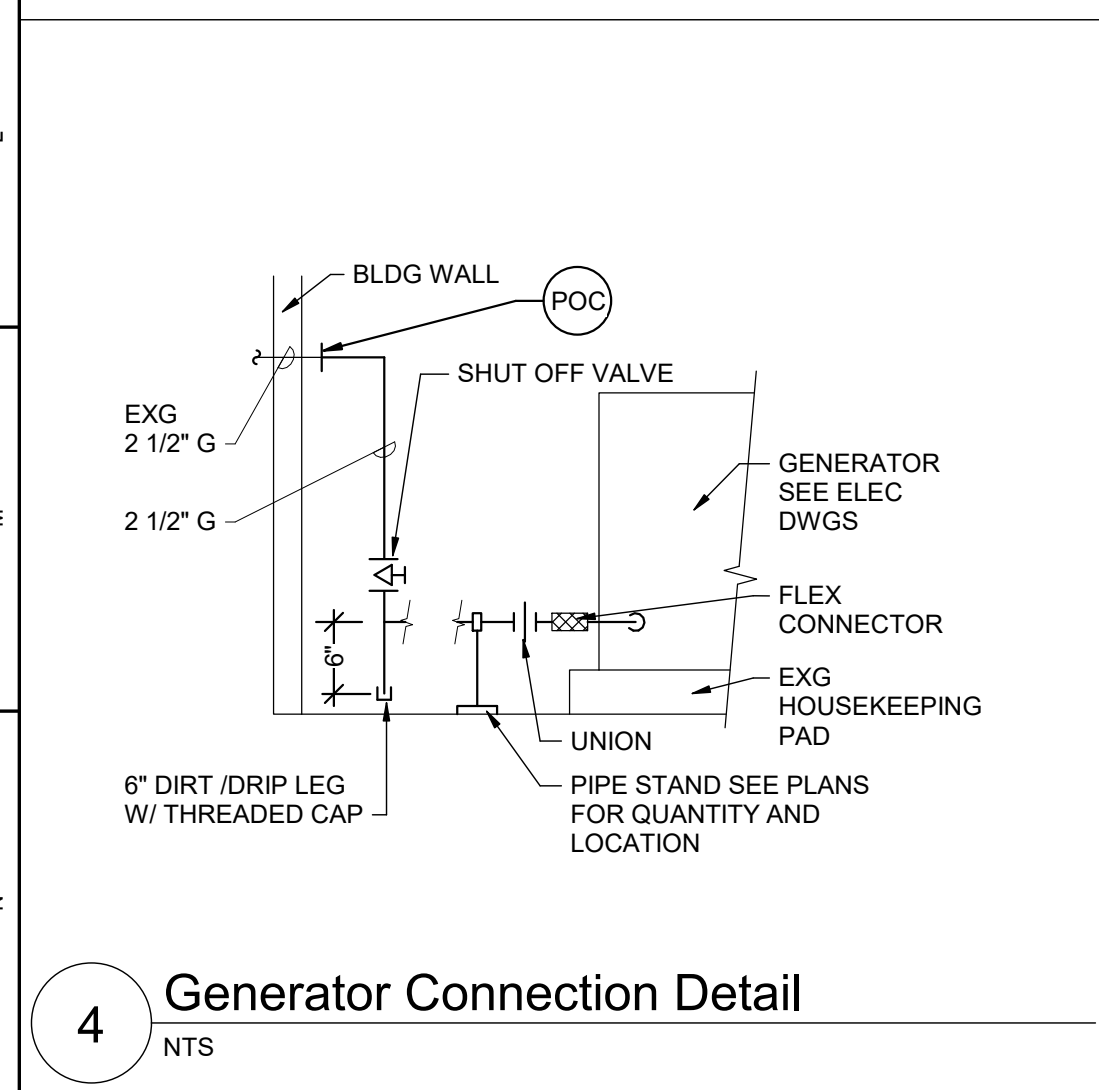 BLDG WALL
POC
SHUT OFF VALVE
EXG
2 1/2" G
2 1/2" G
GENERATOR
SEE ELEC
DWGS
FLEX
CONNECTOR
6"
EXG
HOUSEKEEPING
PAD
UNION
6" DIRT /DRIP LEG
W/ THREADED CAP
PIPE STAND SEE PLANS
FOR QUANTITY AND
LOCATION
4
Generator Connection Detail
NTS